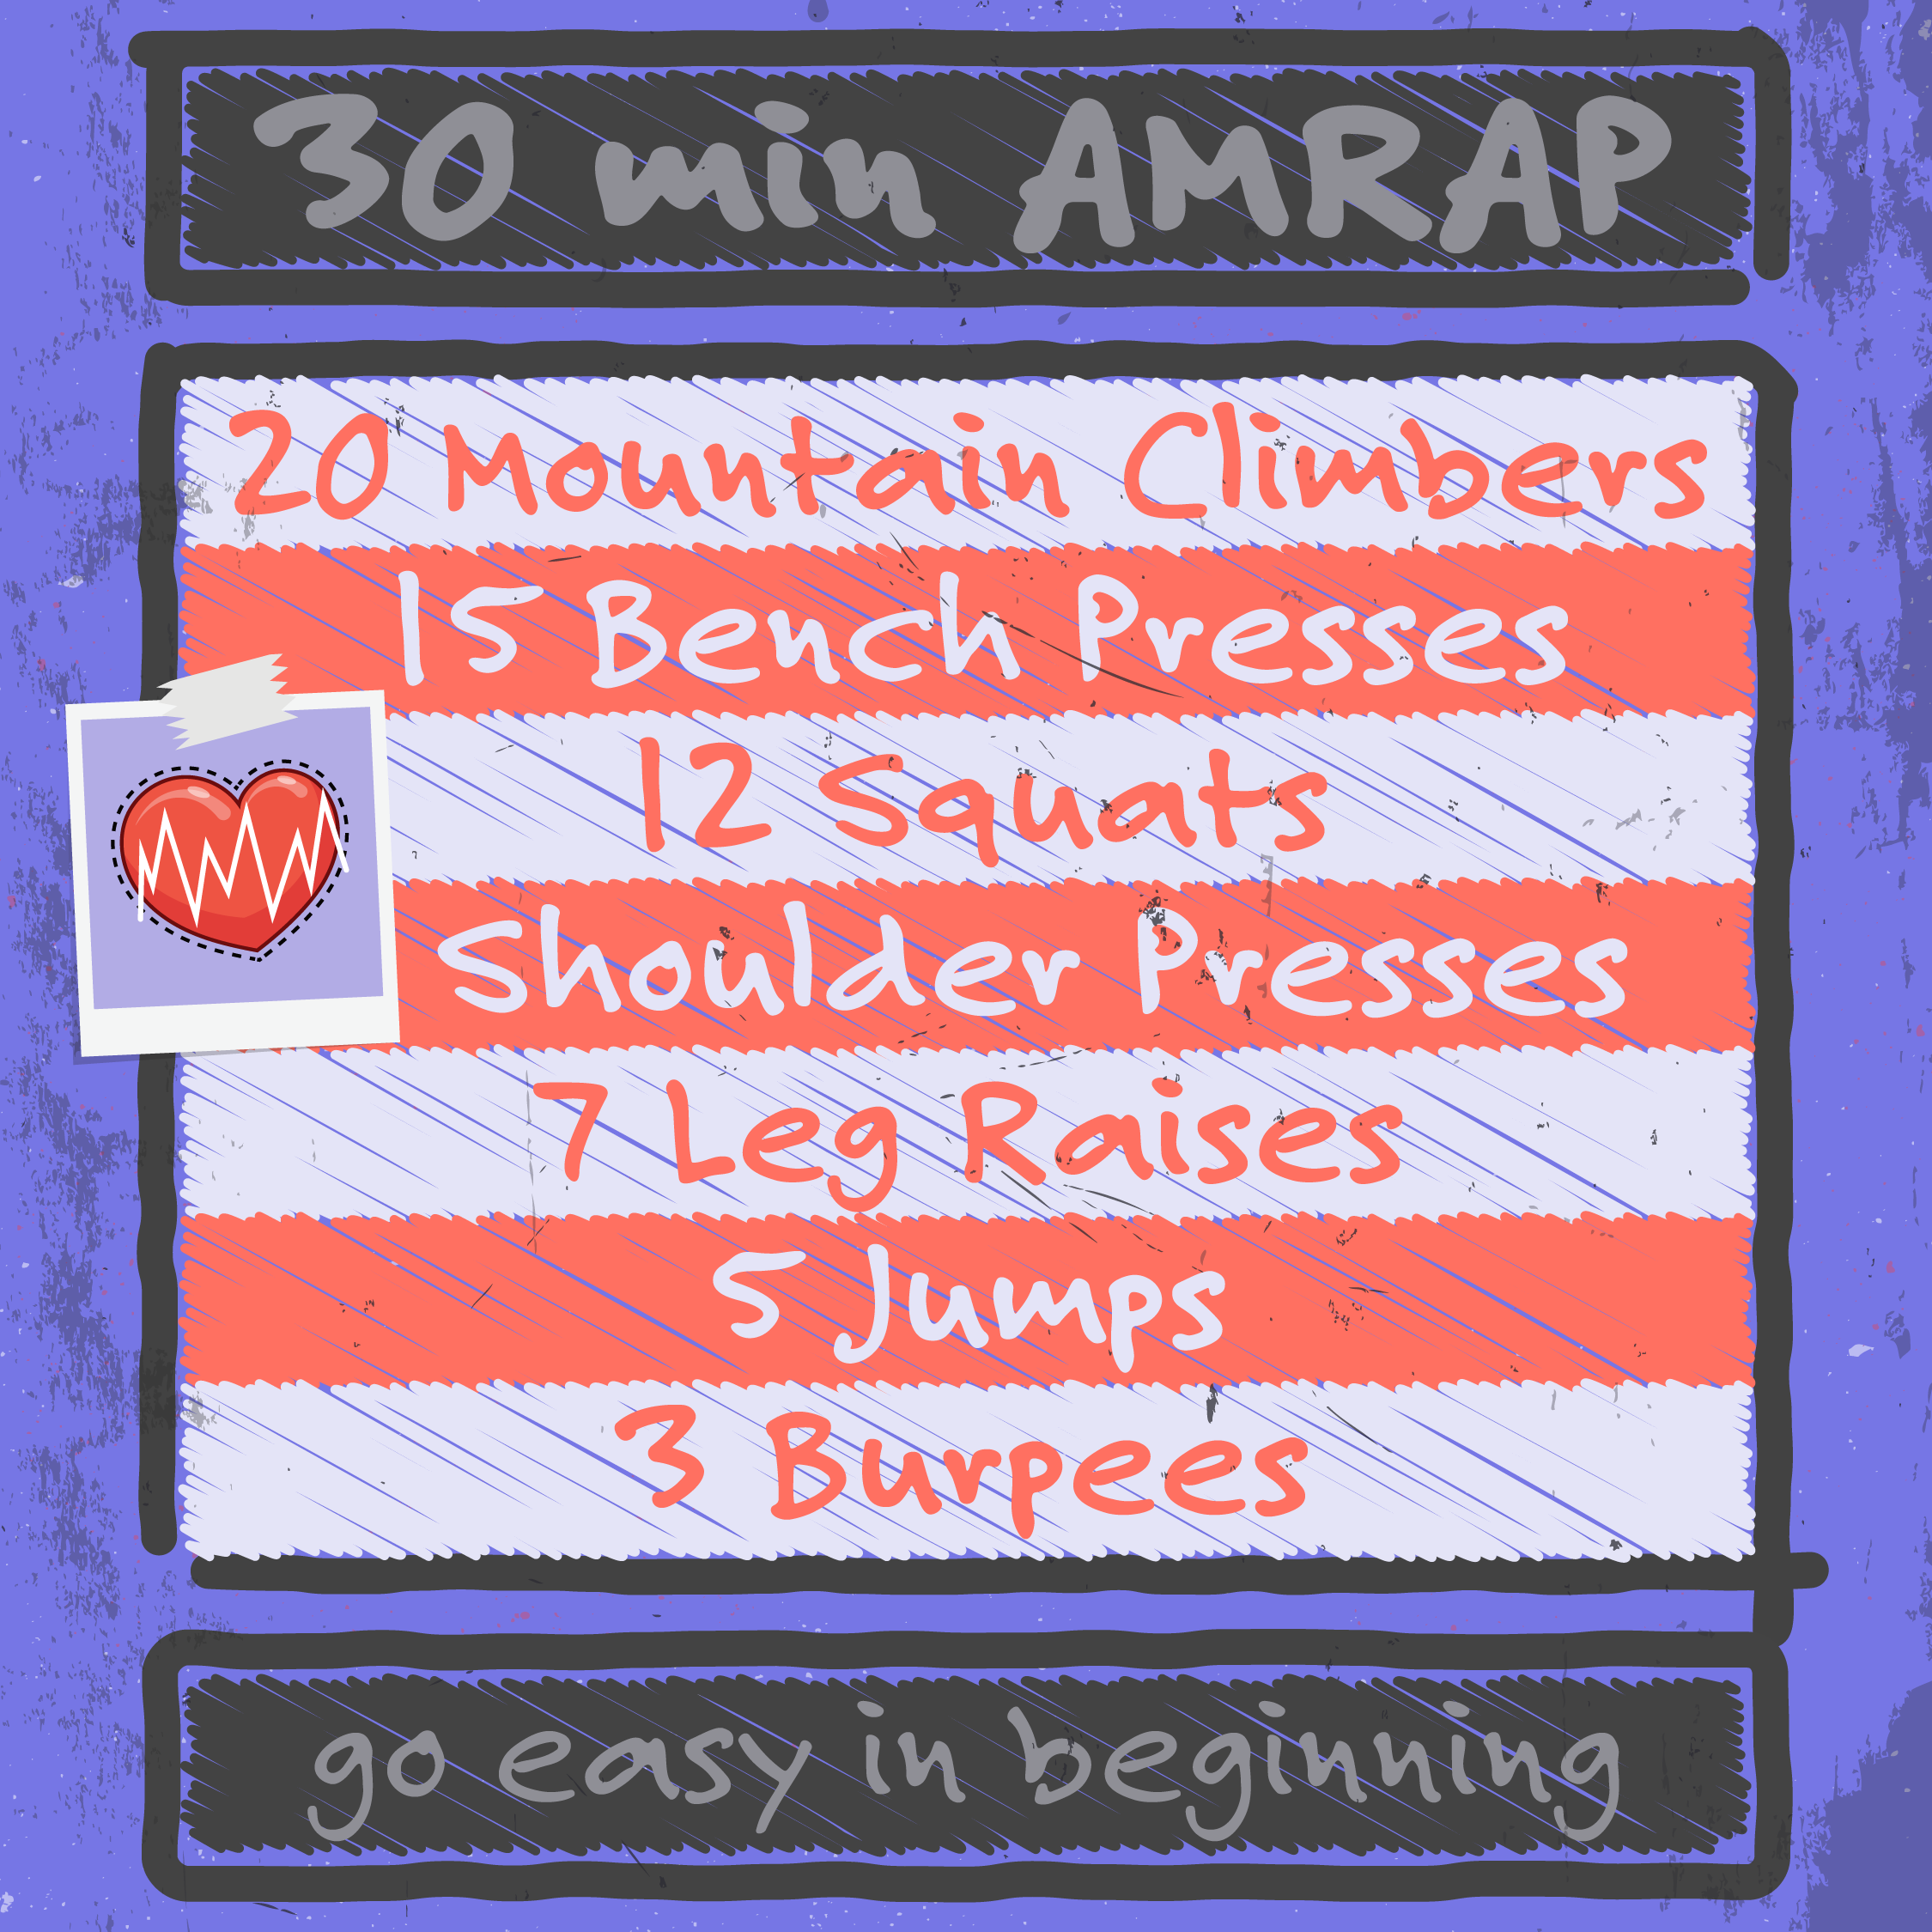 30 min AMRAP
20 Mountain Climbers
15 Bench Presses
12 Squats
Shoulder Presses
7 Leg Raises
5 Jumps
3 Burpees
go easy in beginning